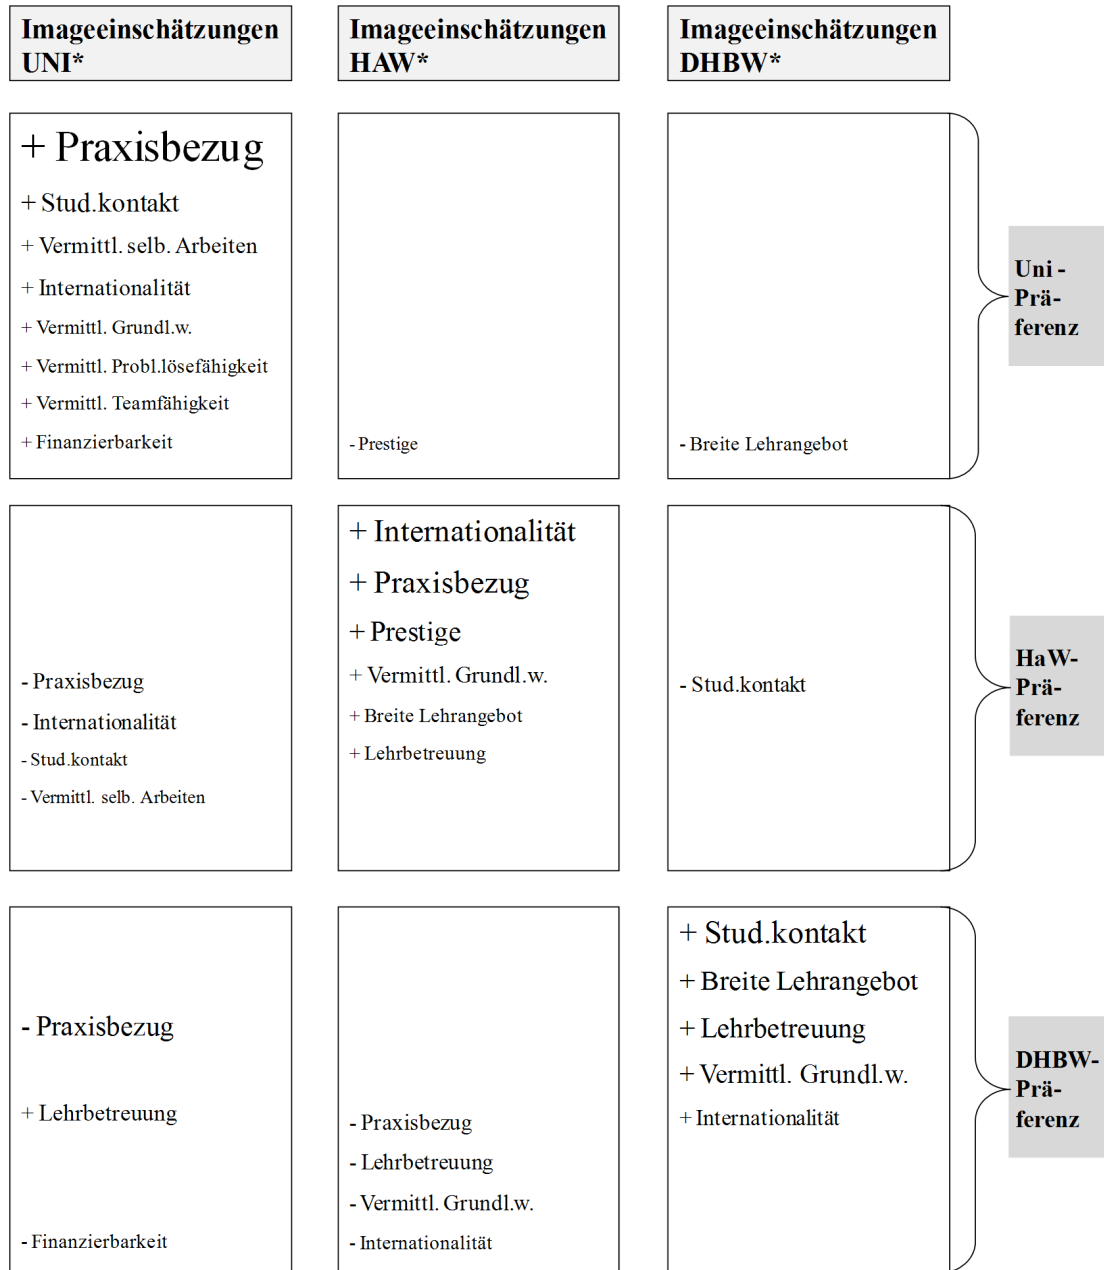 Imageeinschätzungen
UNI*
Imageeinschätzungen
HAW*
Imageeinschätzungen
DHBW*
+ Praxisbezug
+ Stud.kontakt
+ Vermittl. selb. Arbeiten
+ Internationalität
+ Vermittl. Grundl.w.
+ Vermittl. Probl.lösefähigkeit
+ Vermittl. Teamfähigkeit
+ Finanzierbarkeit
- Prestige
- Breite Lehrangebot
Uni -
Prä-
ferenz
- Praxisbezug
- Internationalität
- Stud.kontakt
- Vermittl. selb. Arbeiten
+ Internationalität
+ Praxisbezug
+ Prestige
+ Vermittl. Grundl.w.
+ Breite Lehrangebot
+ Lehrbetreuung
- Stud.kontakt
HaW-
Prä-
ferenz
- Praxisbezug
+ Lehrbetreuung
- Finanzierbarkeit
- Praxisbezug
- Lehrbetreuung
- Vermittl. Grundl.w.
- Internationalität
+ Stud.kontakt
+ Breite Lehrangebot
+ Lehrbetreuung
+ Vermittl. Grundl.w.
+ Internationalität
DHBW-
Prä-
ferenz